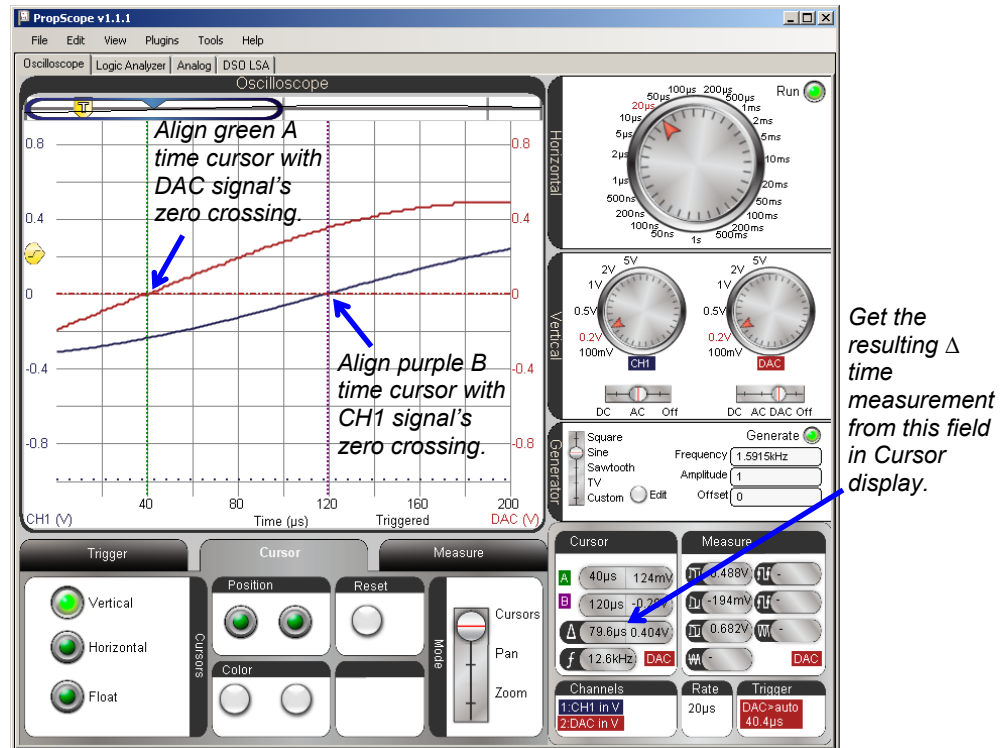 PropScope v1.1.1
File Edit View Plugins Tools Help
Oscilloscope Logic Analyzer Analog DSO LSA
Oscilloscope
T
0.8
0.4
0
-0.4
-0.8
0.8
0.4
0
-0.4
-0.8
Align green A
time cursor with
DAC signal's
zero crossing.
Align purple B
time cursor with
CH1 signal's
zero crossing.
40 80 120 160 200
CH1 (V) Time (µs) Triggered DAC (V)
Horizontal
Run
50ns
100ns
200ns
500ns
1µs
2µs
5µs
10µs
20µs
50µs
100µs
200µs
500µs
1ms
2ms
5ms
10ms
20ms
50ms
100ms
200ms
500ms
1s
Vertical
5V
2V
1V
0.5V
0.2V
100mV
CH1
DC AC Off
5V
2V
1V
0.5V
0.2V
100mV
DAC
DC AC DAC Off
Generator
Square
Sine
Sawtooth
TV
Custom Edit
Generate
Frequency 1.5915kHz
Amplitude 1
Offset 0
Get the
resulting Δ
time
measurement
from this field
in Cursor
display.
Trigger Cursor Measure
Vertical
Horizontal
Float
Cursors
Position
Reset
Color
Mode
Cursors
Pan
Zoom
Cursor
A 40µs 124mV
B 120µs
Δ 79.6µs 0.404V
f 12.6kHz DAC
Measure
0.488V -
-194mV -
0.682V -
- DAC
Channels
1:CH1 in V
2:DAC in V
Rate
20µs
Trigger
DAC>auto
40.4µs